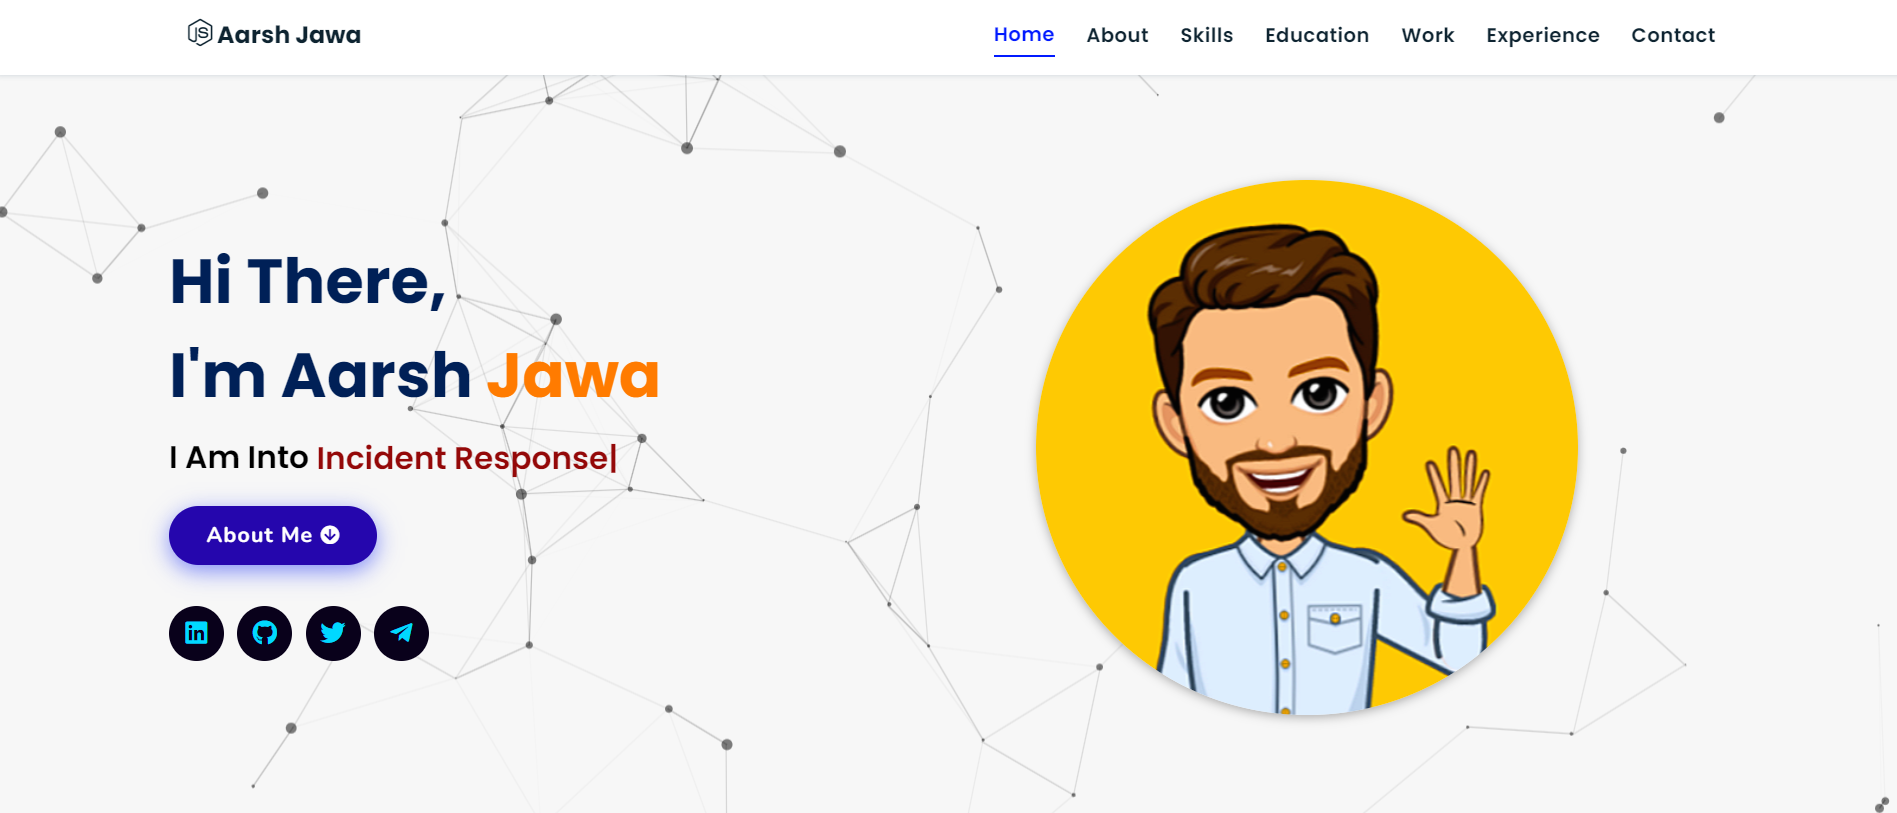 Aarsh Jawa
Home About Skills Education Work Experience Contact
Hi There,
I'm Aarsh Jawa
I Am Into Incident Response|
About Me